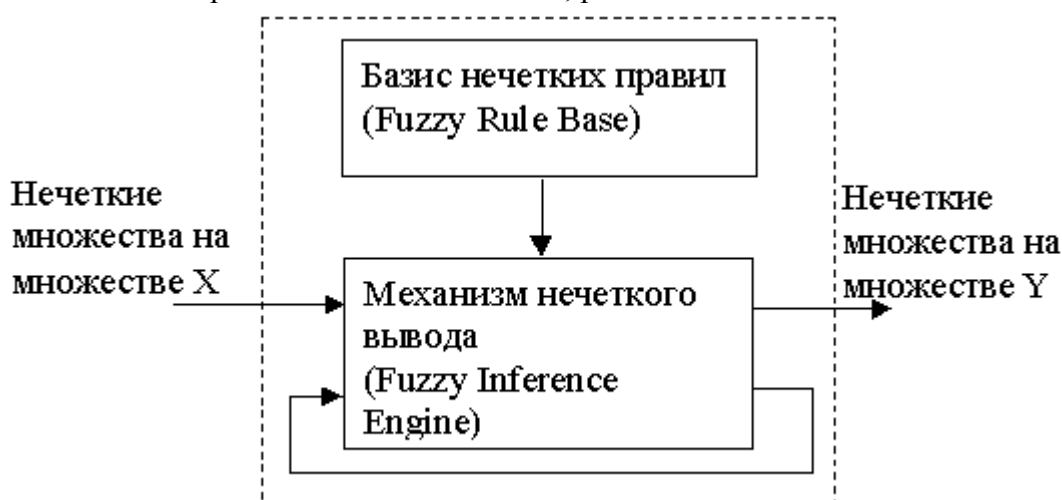 Базис нечетких правил
(Fuzzy Rule Base)
Нечеткие
множества на
множестве X
Механизм нечеткого
вывода
(Fuzzy Inference
Engine)
Нечеткие
множества на
множестве Y